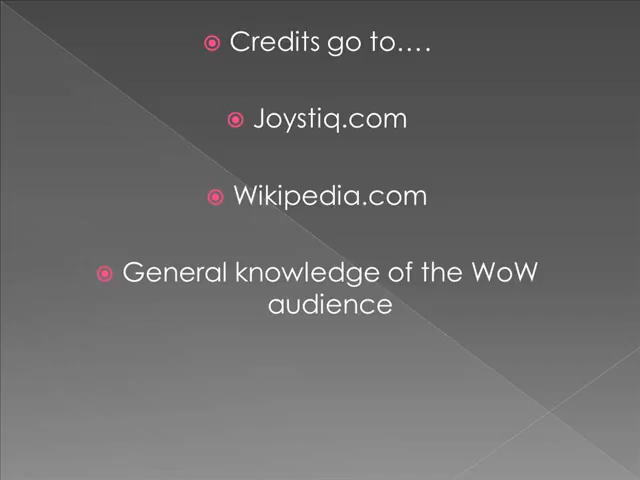 Credits go to….
Joystiq.com
Wikipedia.com
General knowledge of the WoW
audience